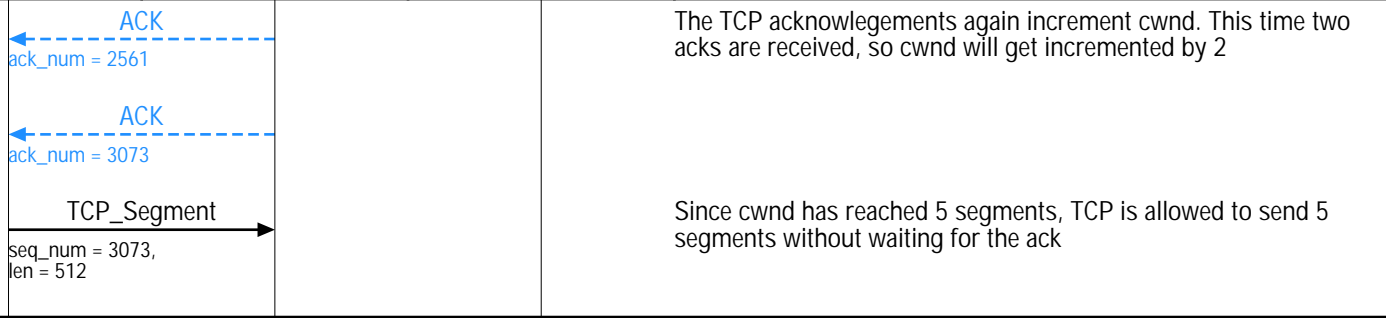 ACK
The TCP acknowlegements again increment cwnd. This time two
acks are received, so cwnd will get incremented by 2
ack_num = 2561
ACK
ack_num = 3073
TCP_Segment
Since cwnd has reached 5 segments, TCP is allowed to send 5
segments without waiting for the ack
seq_num = 3073,
len = 512